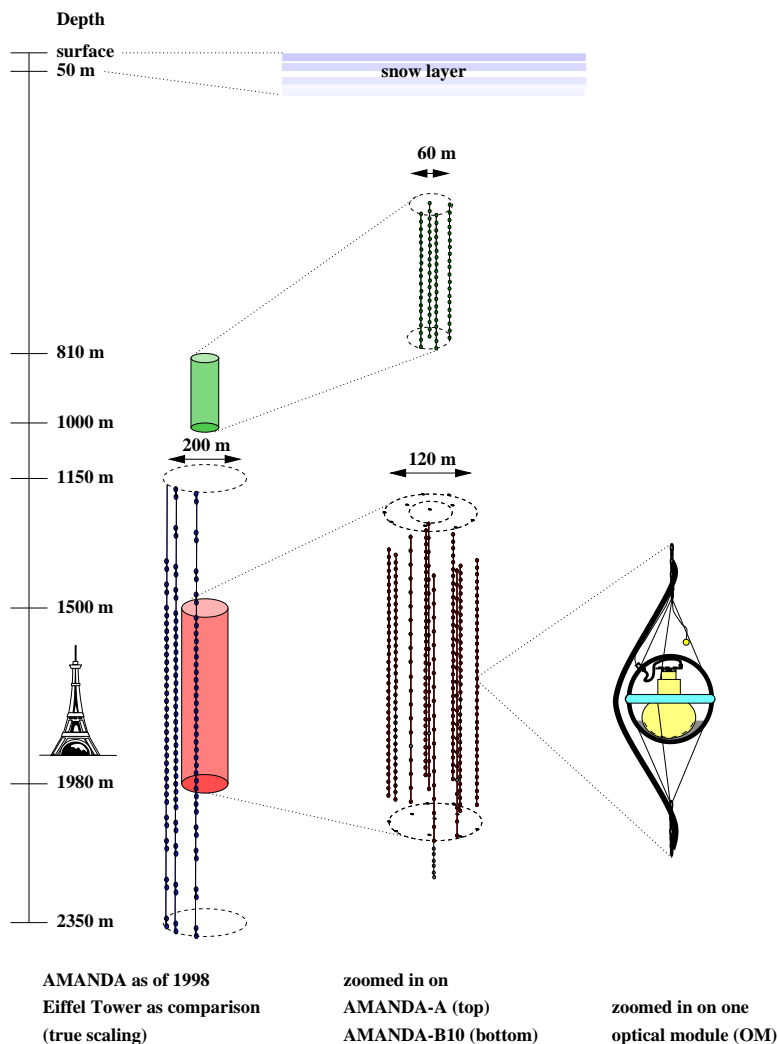 Depth
surface
50 m
snow layer
60 m
810 m
1000 m
200 m
1150 m
120 m
1500 m
1980 m
2350 m
AMANDA as of 1998
Eiffel Tower as comparison
(true scaling)
zoomed in on
AMANDA-A (top)
AMANDA-B10 (bottom)
zoomed in on one
optical module (OM)